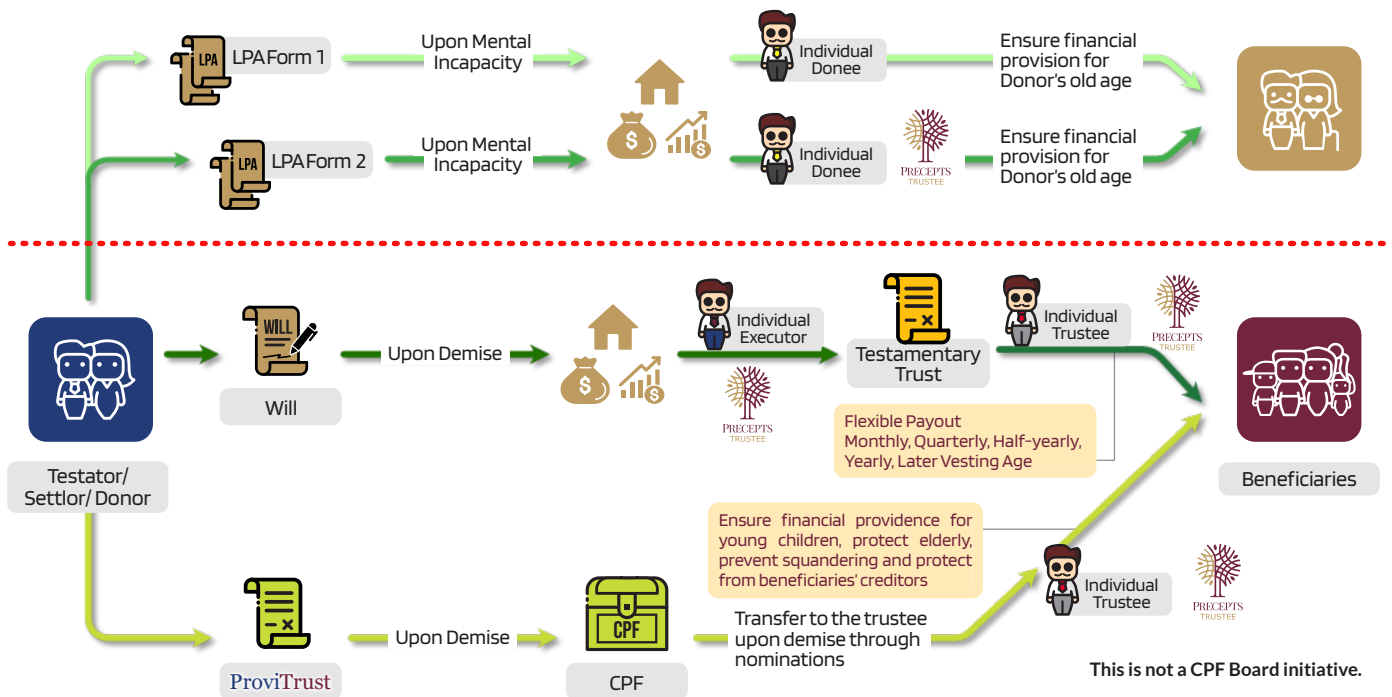 LPA
LPA Form 1
Upon Mental
Incapacity
Individual
Donee
Ensure financial
provision for
Donor's old age
LPA
LPA Form 2
Upon Mental
Incapacity
$
$
Individual
Donee
PRECEPTS
TRUSTEE
Ensure financial
provision for
Donor's old age
Testator/
Settlor/ Donor
WILL
Will
Upon Demise
$
$
Individual
Executor
PRECEPTS
TRUSTEE
Testamentary
Trust
Individual
Trustee
PRECEPTS
TRUSTEE
Flexible Payout
Monthly, Quarterly, Half-yearly,
Yearly, Later Vesting Age
Beneficiaries
Ensure financial providence for
young children, protect elderly,
prevent squandering and protect
from beneficiaries' creditors
ProviTrust
Upon Demise
CPF
CPF
Transfer to the trustee
upon demise through
nominations
Individual
Trustee
PRECEPTS
TRUSTEE
This is not a CPF Board initiative.